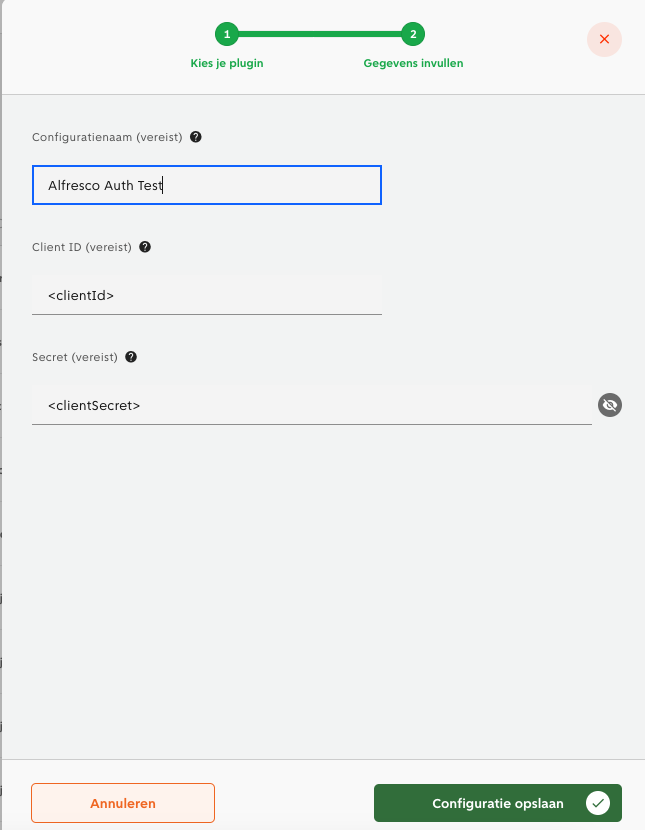 1 2
Kies je plugin Gegevens invullen
Configuratienaam (vereist) ?
Alfresco Auth Test
Client ID (vereist) ?
<clientId>
Secret (vereist) ?
<clientSecret>
Annuleren Configuratie opslaan